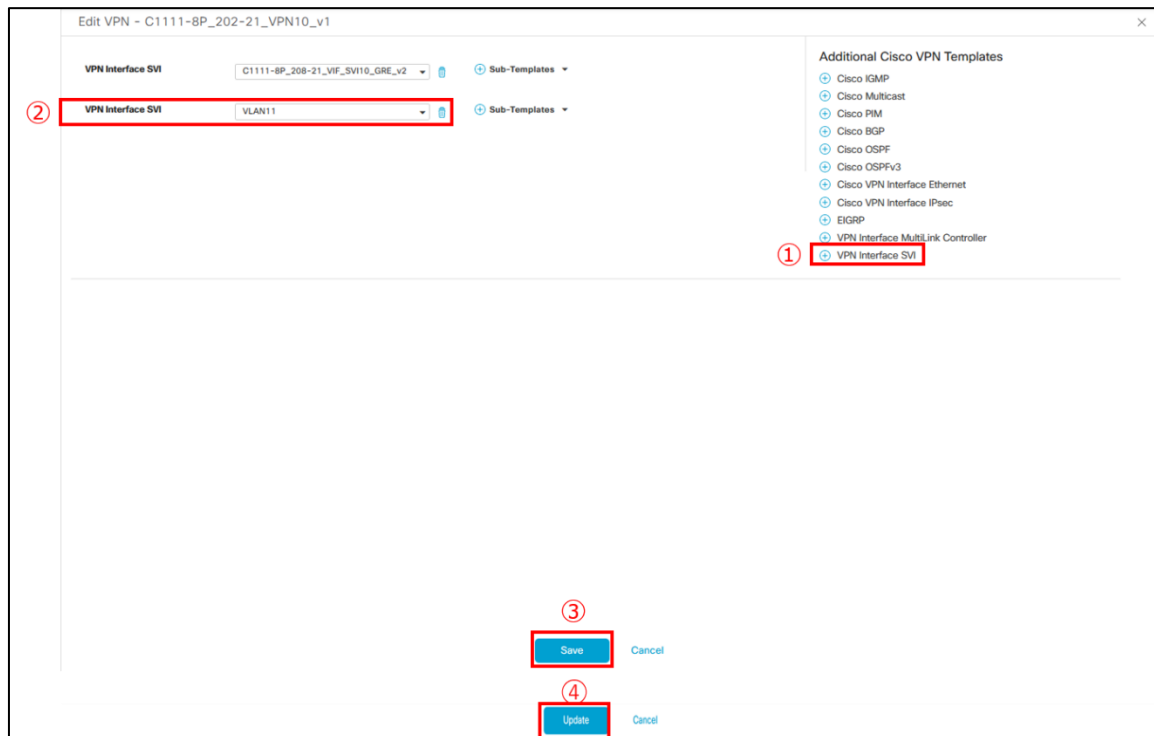 Edit VPN - C1111-8P_202-21_VPN10_v1
VPN Interface SVI
C1111-8P_208-21_VIF_SVI10_GRE_v2
Sub-Templates
②
VPN Interface SVI
VLAN11
Sub-Templates
Additional Cisco VPN Templates
Cisco IGMP
Cisco Multicast
Cisco PIM
Cisco BGP
Cisco OSPF
Cisco OSPFv3
Cisco VPN Interface Ethernet
Cisco VPN Interface IPsec
EIGRP
VPN Interface MultiLink Controller
①
VPN Interface SVI
③
Save
Cancel
④
Update
Cancel